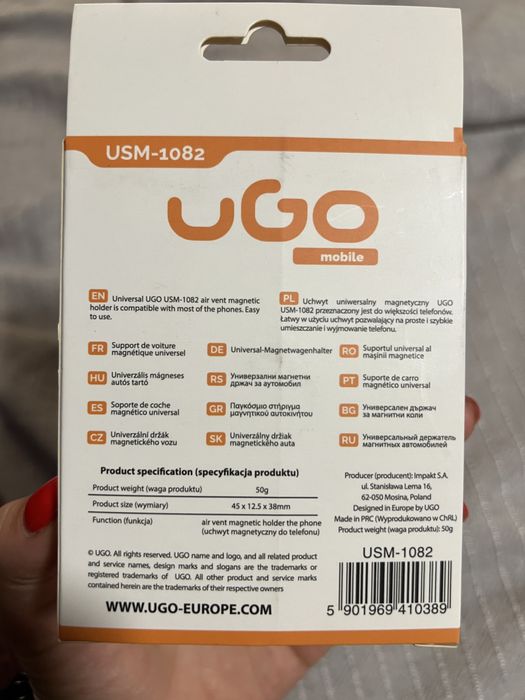 USM-1082
uGo
mobile
EN Universal UGO USM-1082 air vent magnetic
holder is compatible with most of the phones. Easy
to use.
PL Uchwyt uniwersalny magnetyczny UGO
USM-1082 przeznaczony jest do większości telefonów.
Łatwy w użyciu uchwyt pozwalający na proste i szybkie
umieszczanie i wyjmowanie telefonu.
FR Support de voiture
magnétique universel
DE Universal-Magnetwagenhalter
RO Suportul universal al
mașinii magnetice
HU Univerzális mágneses
autós tartó
RS Универзални магнетни
држач за аутомобил
PT Suporte de carro
magnético universal
ES Soporte de coche
magnético universal
GR Παγκόσμιο στήριγμα
μαγνητικού αυτοκινήτου
BG Универсален държач
за магнитни коли
CZ Univerzální držák
magnetického vozu
SK Univerzálny držiak
magnetického auta
RU Универсальный держатель
магнитных автомобилей
Product specification (specyfikacja produktu)
Product weight (waga produktu) 50g
Product size (wymiary) 45 x 12.5 x 38mm
Function (funkcja) air vent magnetic holder the phone
(uchwyt magnetyczny do telefonu)
Producer (producent): Impakt S.A.
ul. Stanisława Lema 16,
62-050 Mosina, Poland
Designed in Europe by UGO
Made in PRC (Wyprodukowano w ChRL)
Product weight (waga produktu): 50g
© UGO. All rights reserved. UGO name and logo, and all related product
and service names, design marks and slogans are the trademarks or
registered trademarks of UGO. All other product and service marks
contained herein are the trademarks of their respective owners
WWW.UGO-EUROPE.COM
USM-1082
5 901969 410389